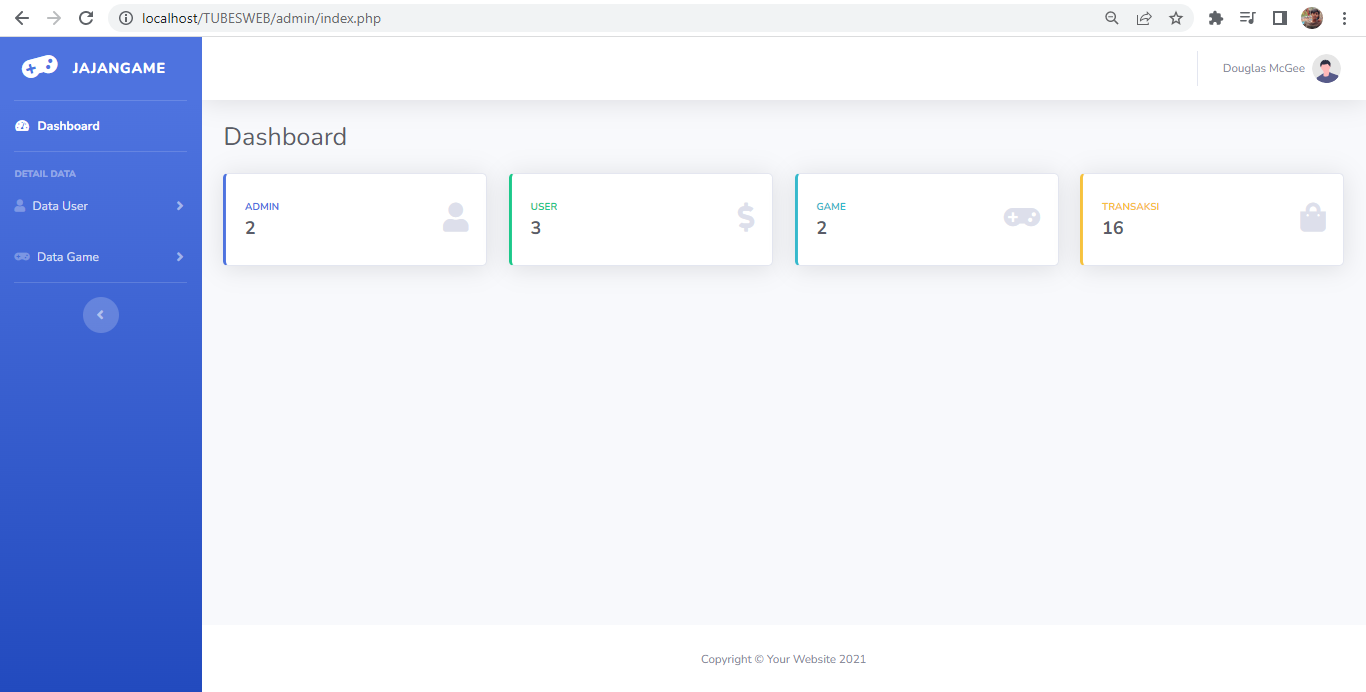 localhost/TUBESWEB/admin/index.php
JAJANGAME
Douglas McGee
Dashboard
DETAIL DATA
Data User
Data Game
Dashboard
ADMIN
2
USER
3
GAME
2
TRANSAKSI
16
Copyright © Your Website 2021